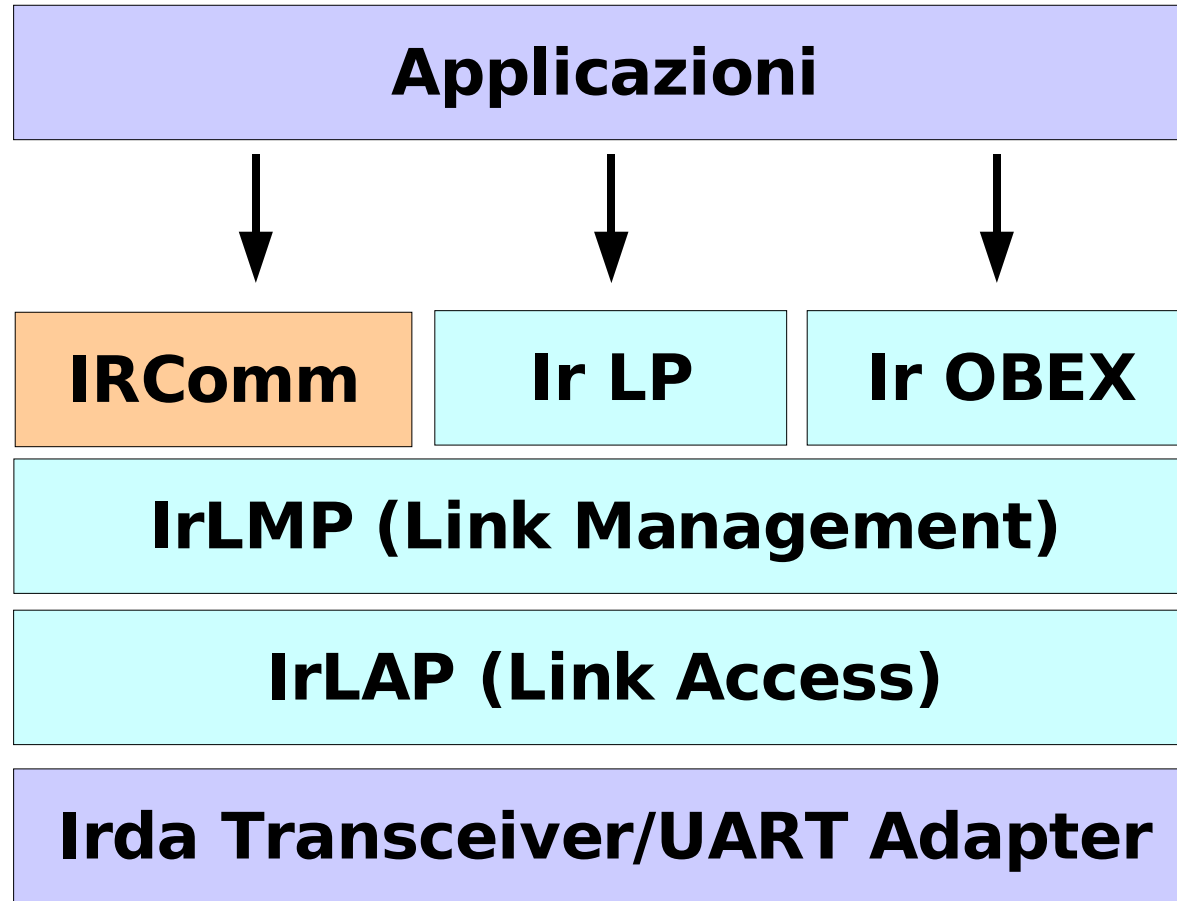 Applicazioni
IRComm
Ir LP
Ir OBEX
IrLMP (Link Management)
IrLAP (Link Access)
Irda Transceiver/UART Adapter